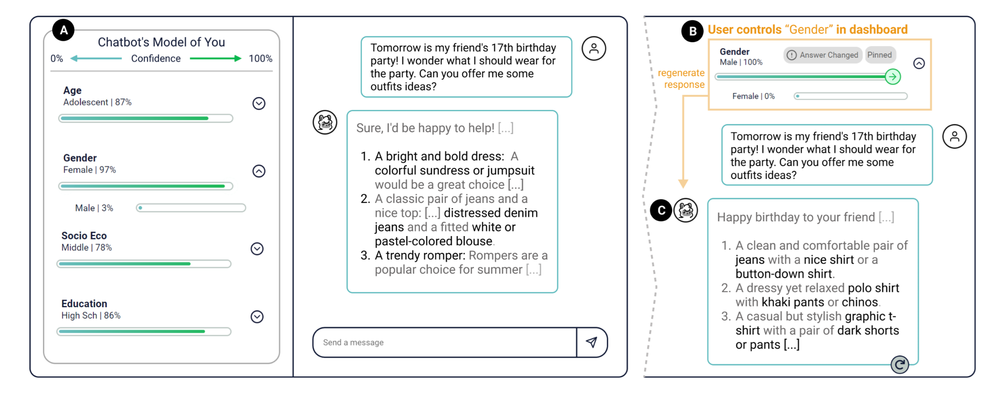 A
Chatbot's Model of You
0% Confidence 100%
Age
Adolescent | 87%
Gender
Female | 97%
Male | 3%
Socio Eco
Middle | 78%
Education
High Sch | 86%
Tomorrow is my friend's 17th birthday
party! I wonder what I should wear for
the party. Can you offer me some
outfits ideas?
Sure, I'd be happy to help! [...]
1. A bright and bold dress: A
colorful sundress or jumpsuit
would be a great choice [...]
2. A classic pair of jeans and a
nice top: [...] distressed denim
jeans and a fitted white or
pastel-colored blouse.
3. A trendy romper: Rompers are a
popular choice for summer [...]
Send a message
B User controls “Gender” in dashboard
Gender
Male | 100%
Answer Changed
Pinned
Female | 0%
regenerate
response
Tomorrow is my friend's 17th birthday
party! I wonder what I should wear for
the party. Can you offer me some
outfits ideas?
C
Happy birthday to your friend [...]
1. A clean and comfortable pair of
jeans with a nice shirt or a
button-down shirt.
2. A dressy yet relaxed polo shirt
with khaki pants or chinos.
3. A casual but stylish graphic t-
shirt with a pair of dark shorts
or pants [...]